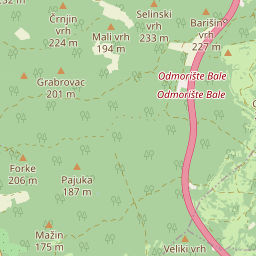 Črnjin
vrh
224 m
Mali vrh
194 m
Selinski
vrh
233 m
Barišin
vrh
227 m
Odmorište Bale
Odmorište Bale
Grabrovac
201 m
Forke
206 m
Pajuka
187 m
Mažin
175 m
Veliki vrh